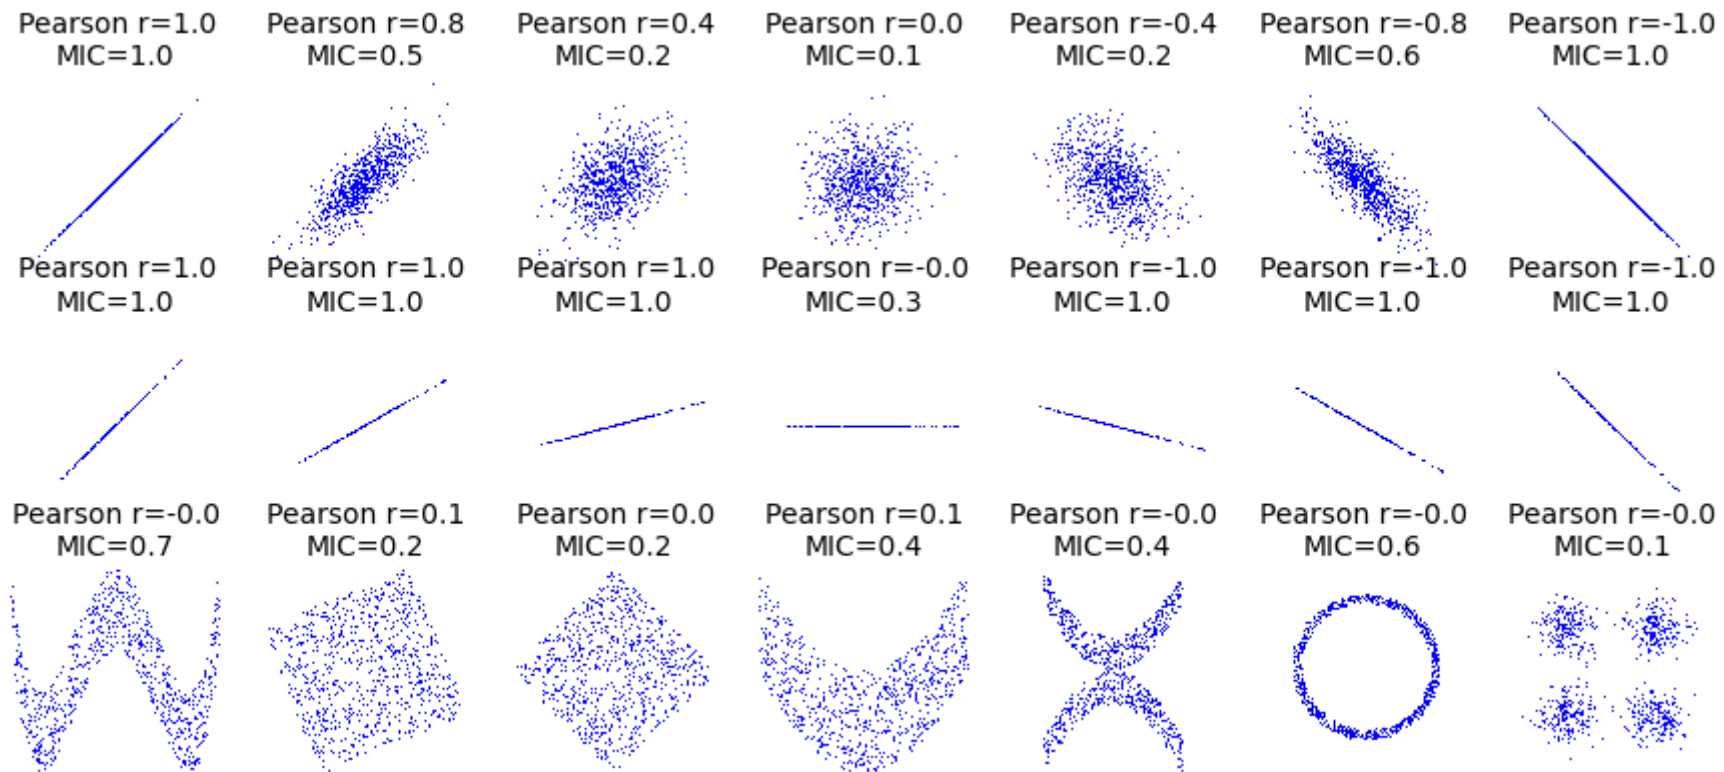 Pearson r=1.0
MIC=1.0
Pearson r=0.8
MIC=0.5
Pearson r=0.4
MIC=0.2
Pearson r=0.0
MIC=0.1
Pearson r=-0.4
MIC=0.2
Pearson r=-0.8
MIC=0.6
Pearson r=-1.0
MIC=1.0
Pearson r=1.0
MIC=1.0
Pearson r=1.0
MIC=1.0
Pearson r=1.0
MIC=1.0
Pearson r=-0.0
MIC=0.3
Pearson r=-1.0
MIC=1.0
Pearson r=-1.0
MIC=1.0
Pearson r=-1.0
MIC=1.0
Pearson r=-0.0
MIC=0.7
Pearson r=0.1
MIC=0.2
Pearson r=0.0
MIC=0.2
Pearson r=0.1
MIC=0.4
Pearson r=-0.0
MIC=0.4
Pearson r=-0.0
MIC=0.6
Pearson r=-0.0
MIC=0.1